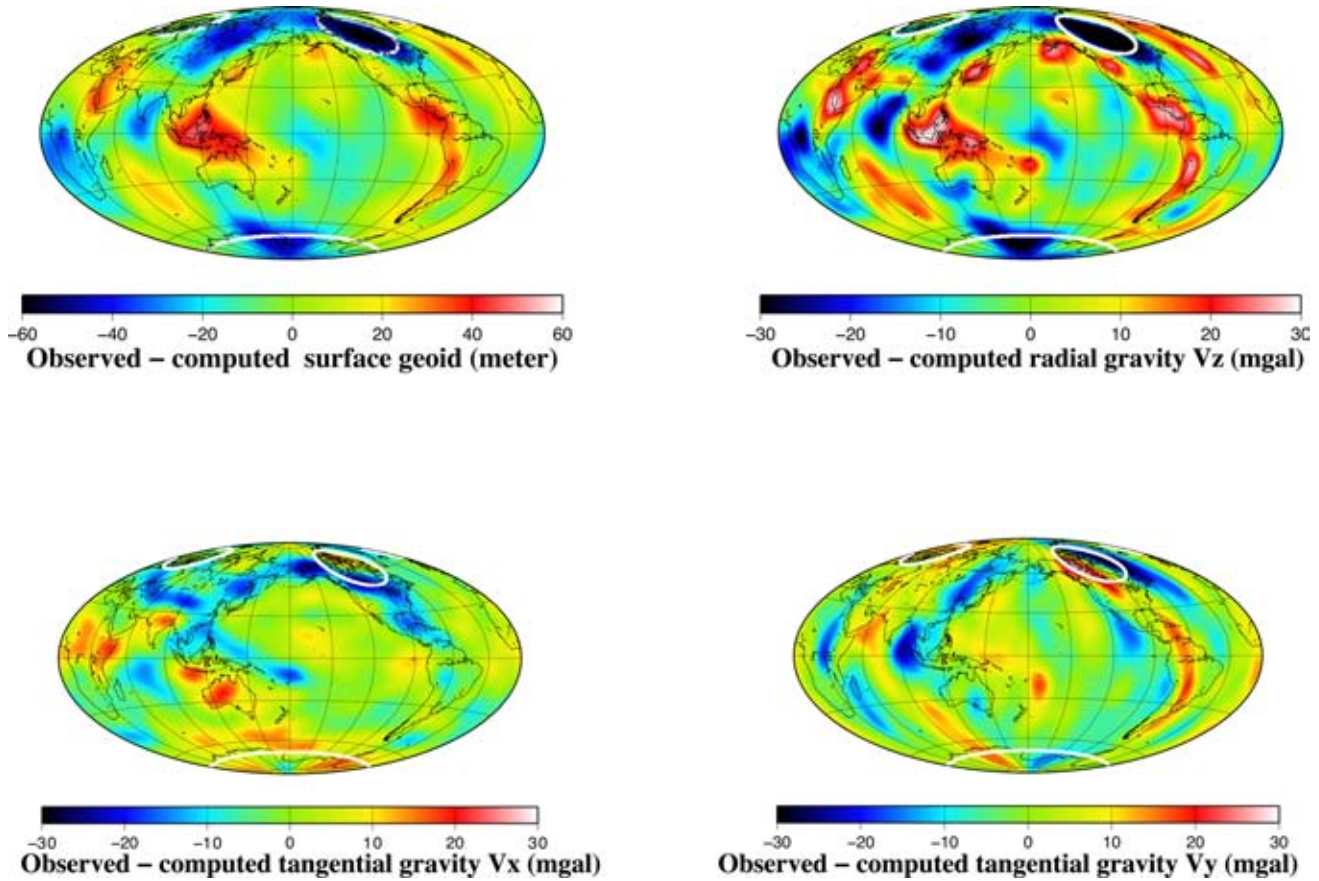 −60 −40 −20 0 20 40 60
Observed − computed surface geoid (meter)
−30 −20 −10 0 10 20 30
Observed − computed radial gravity Vz (mgal)
−30 −20 −10 0 10 20 30
Observed − computed tangential gravity Vx (mgal)
−30 −20 −10 0 10 20 30
Observed − computed tangential gravity Vy (mgal)